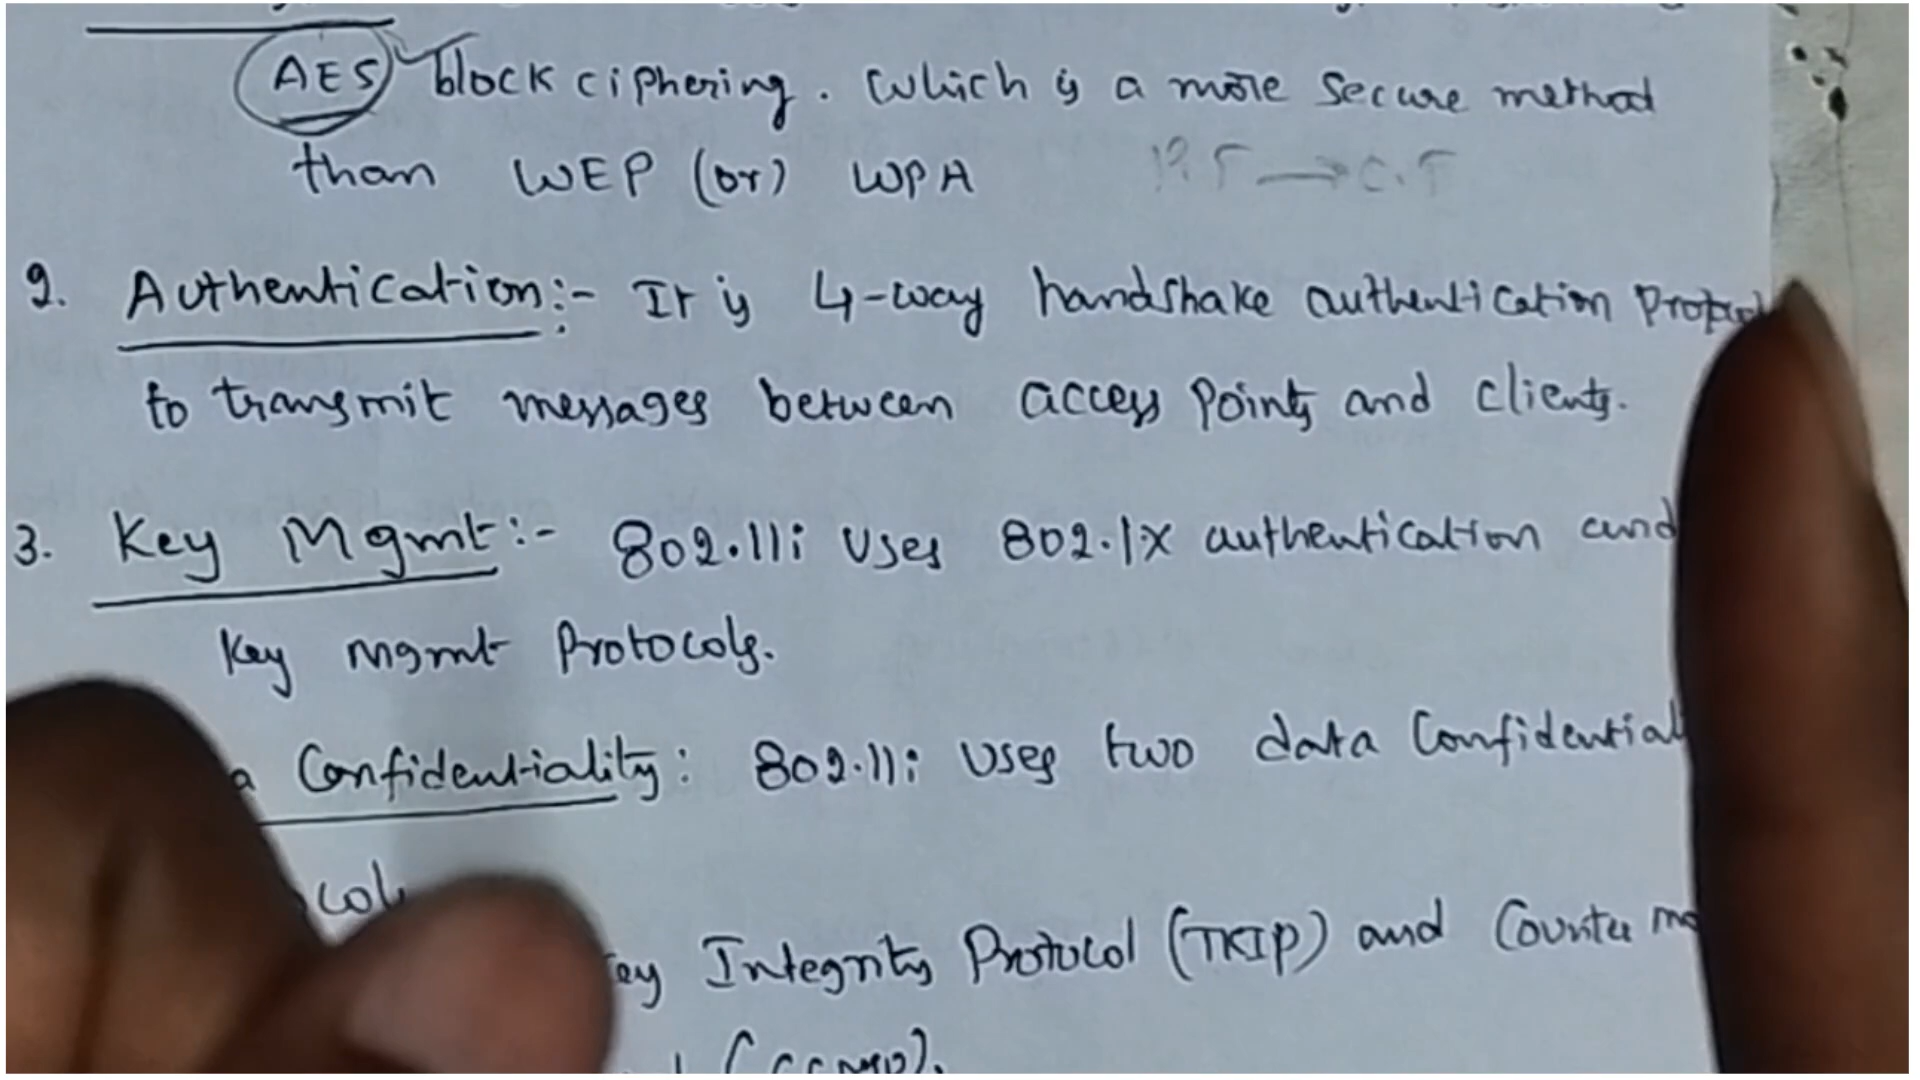 AES block ciphering. Which is a more secure method
than WEP (or) WPA P.T → C.T
2. Authentication:- It is 4-way handshake authentication
to transmit messages between access points and clients.
3. Key Mgmt:- 802.11i uses 802.1x authentication and
key mgmt protocols.
Confidentiality: 802.11i uses two data
Integrity Protocol (TKIP) and Counter
(CCMP).